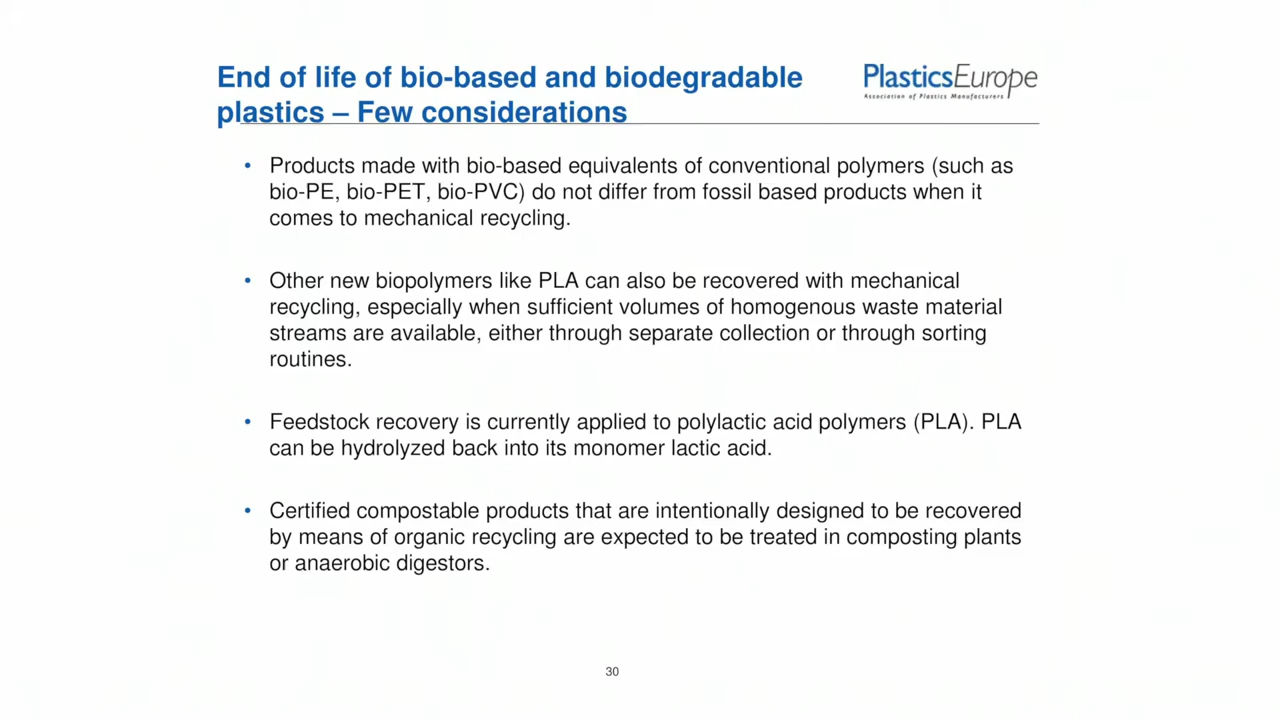 End of life of bio-based and biodegradable
plastics – Few considerations
PlasticsEurope
Association of Plastics Manufacturers
• Products made with bio-based equivalents of conventional polymers (such as
bio-PE, bio-PET, bio-PVC) do not differ from fossil based products when it
comes to mechanical recycling.
• Other new biopolymers like PLA can also be recovered with mechanical
recycling, especially when sufficient volumes of homogenous waste material
streams are available, either through separate collection or through sorting
routines.
• Feedstock recovery is currently applied to polylactic acid polymers (PLA). PLA
can be hydrolyzed back into its monomer lactic acid.
• Certified compostable products that are intentionally designed to be recovered
by means of organic recycling are expected to be treated in composting plants
or anaerobic digestors.
30